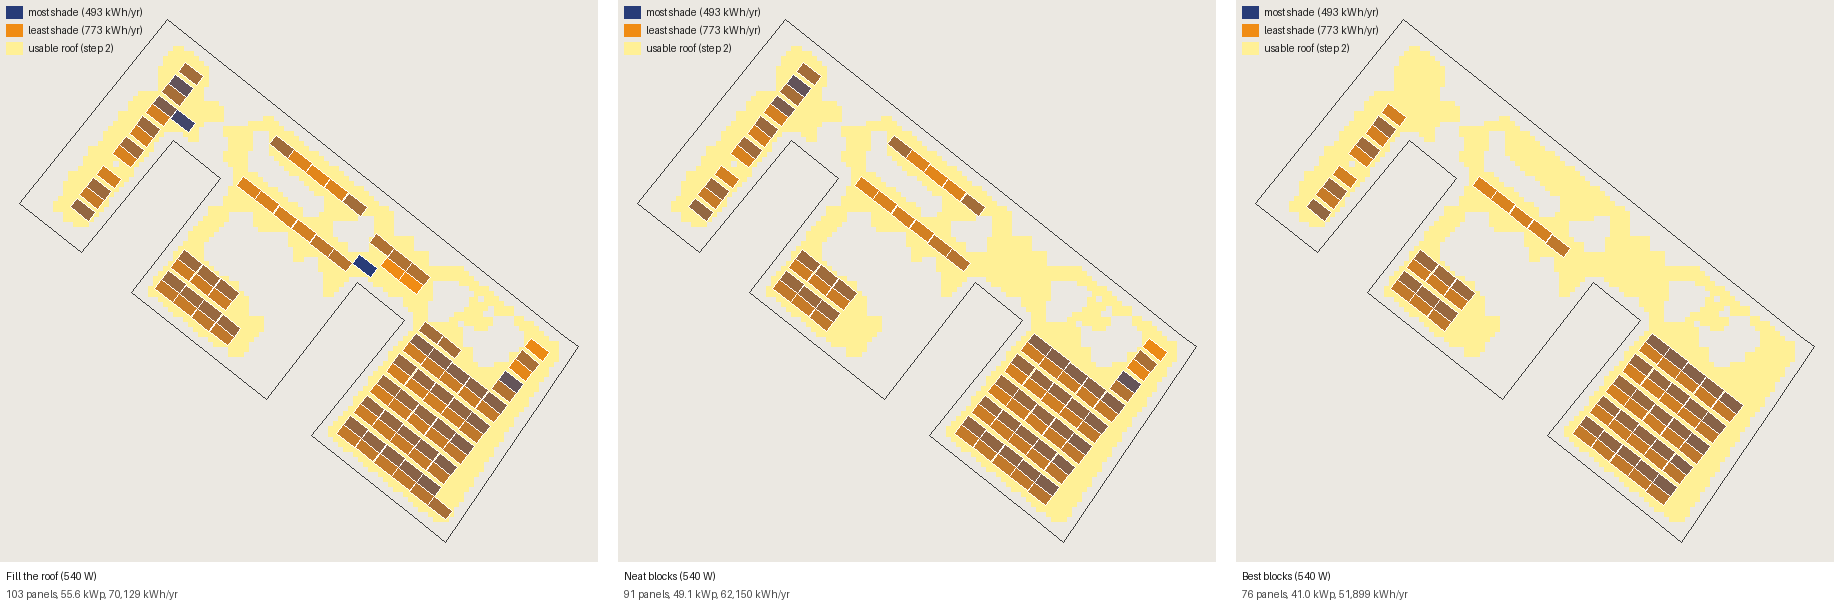 most shade (493 kWh/yr)
least shade (773 kWh/yr)
usable roof (step 2)
Fill the roof (540 W)
103 panels, 55.6 kWp, 70,129 kWh/yr
most shade (493 kWh/yr)
least shade (773 kWh/yr)
usable roof (step 2)
Neat blocks (540 W)
91 panels, 49.1 kWp, 62,150 kWh/yr
most shade (493 kWh/yr)
least shade (773 kWh/yr)
usable roof (step 2)
Best blocks (540 W)
76 panels, 41.0 kWp, 51,899 kWh/yr